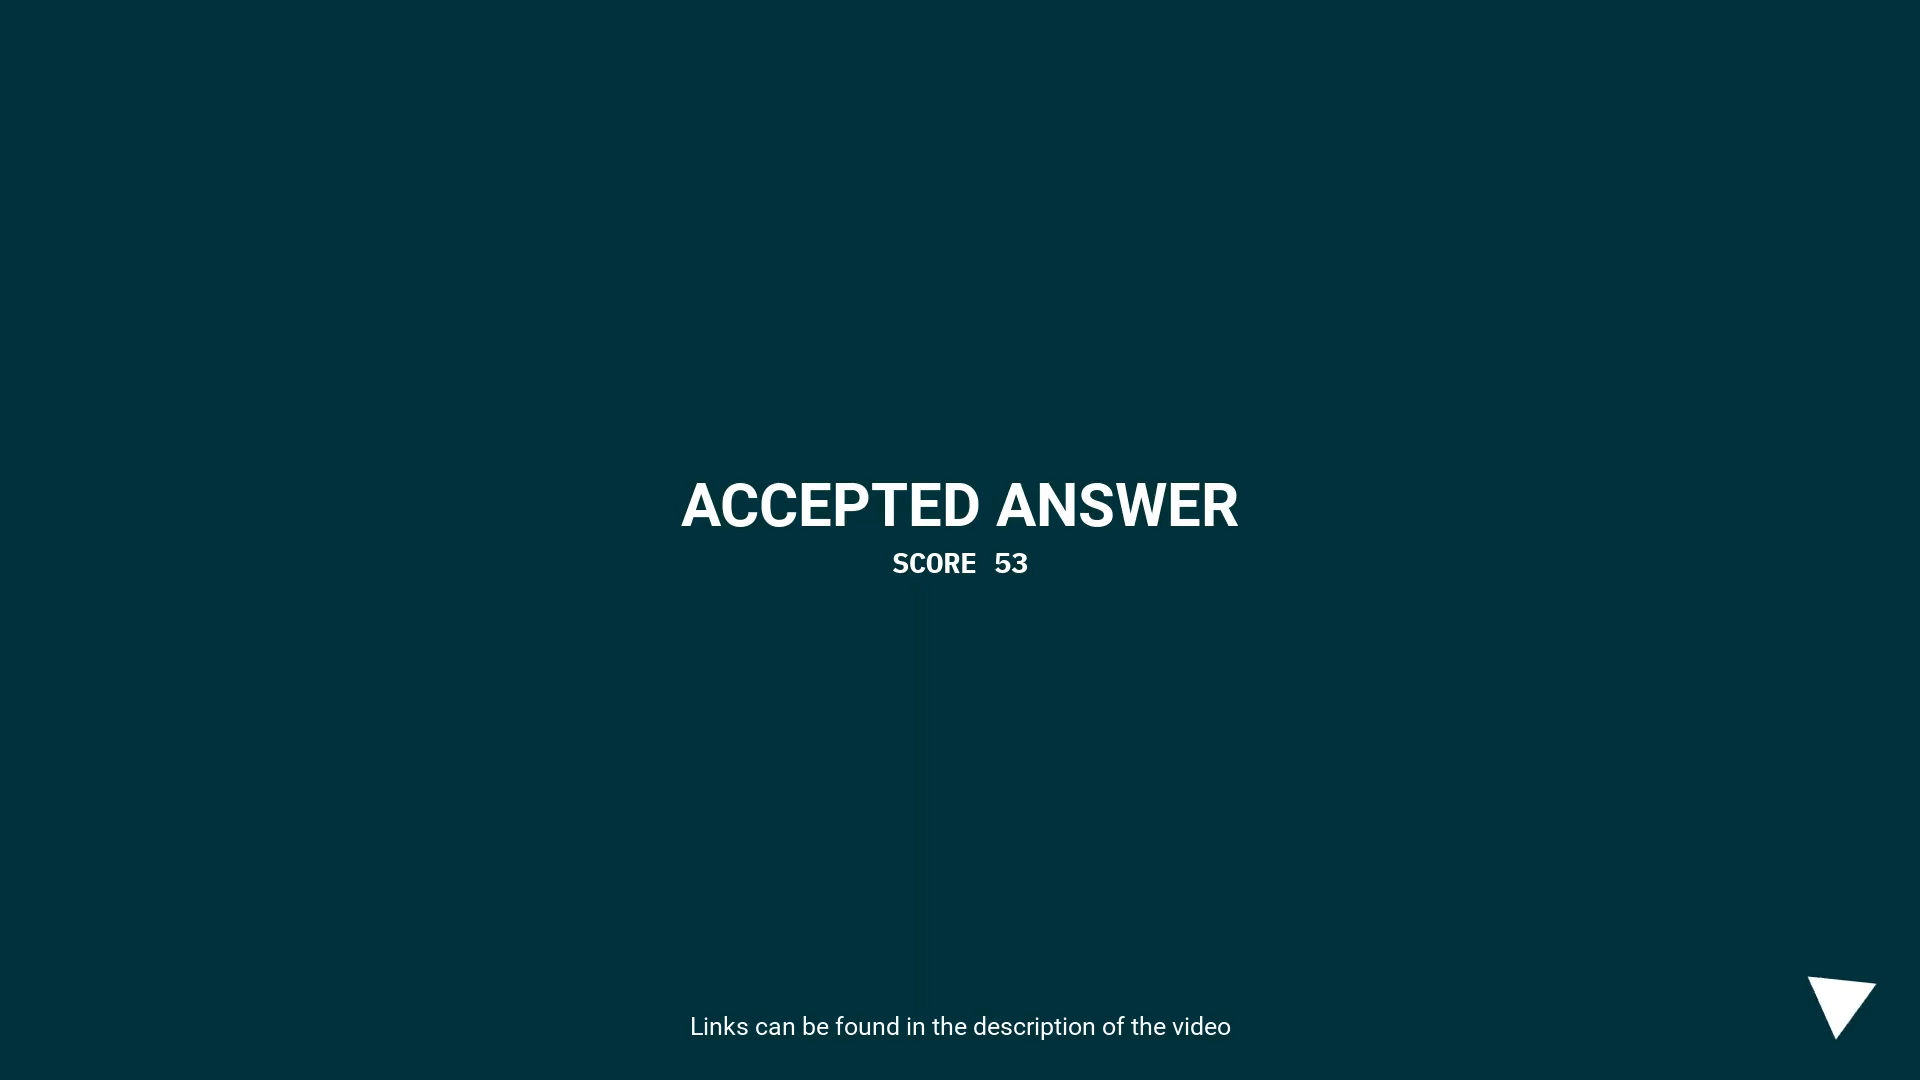 ACCEPTED ANSWER
SCORE 53
Links can be found in the description of the video